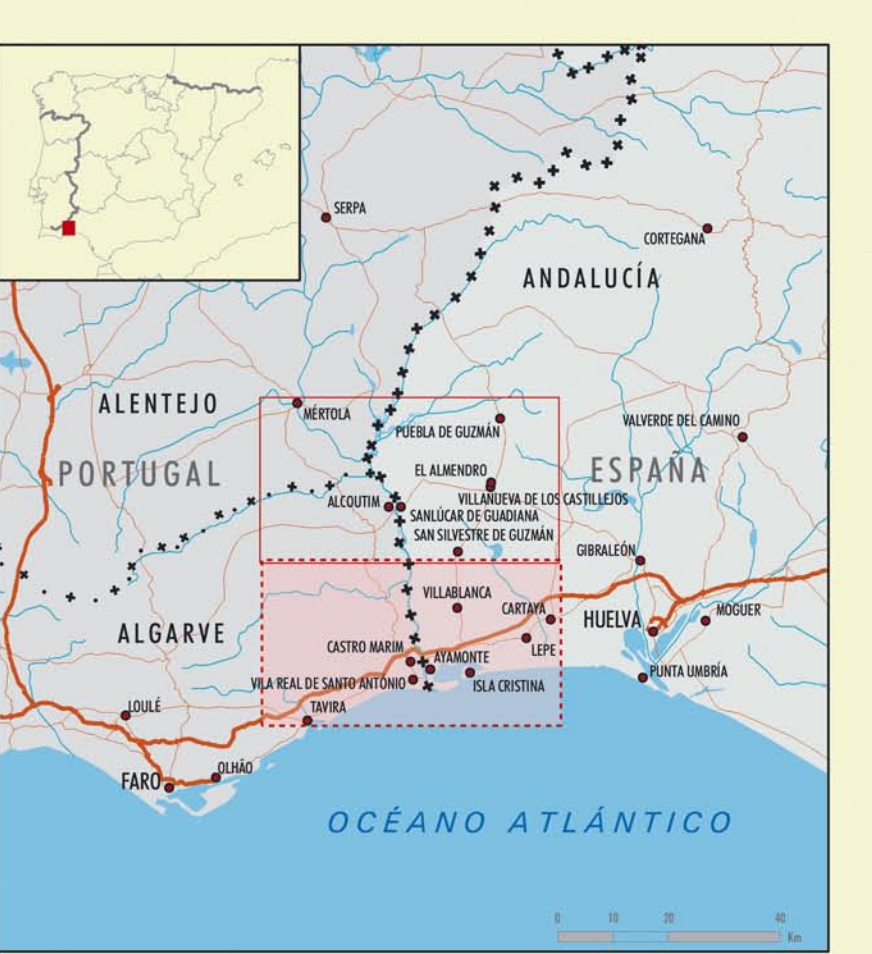 SERPA
CORTEGANA
ANDALUCÍA
ALENTEJO
MÉRTOLA
PUEBLA DE GUZMÁN
VALVERDE DEL CAMINO
PORTUGAL
EL ALMENDRO
ESPAÑA
ALCOUTIM
VILLANUEVA DE LOS CASTILLEJOS
SANLÚCAR DE GUADIANA
SAN SILVESTRE DE GUZMÁN
GIBRALEÓN
VILLABLANCA
CARTAYA
HUELVA
MOGUER
ALGARVE
CASTRO MARIM
AYAMONTE
LEPE
VILA REAL DE SANTO ANTÓNIO
ISLA CRISTINA
PUNTA UMBRÍA
LOULÉ
TAVIRA
FARO
OLHÃO
OCÉANO ATLÁNTICO
0 10 20 40
Km